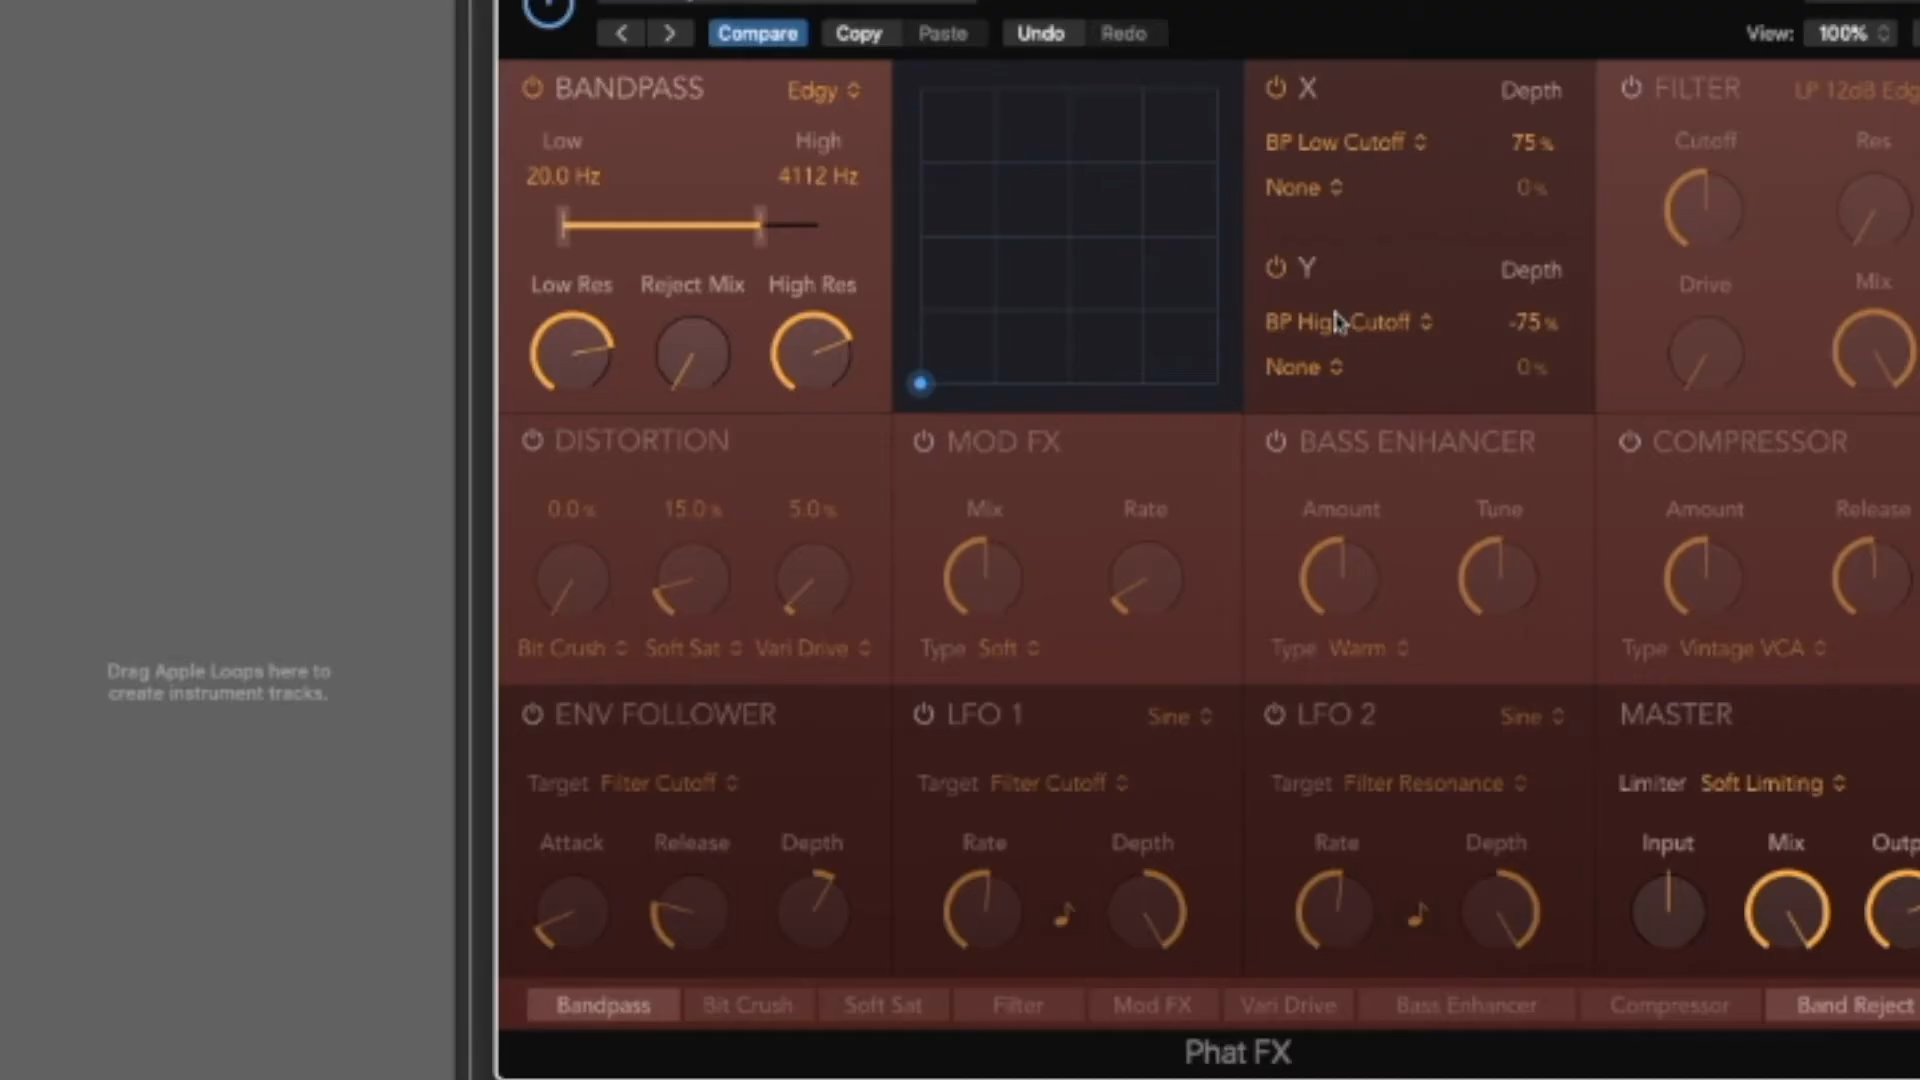 Compare Copy Paste Undo Redo View: 100%
BANDPASS Edgy
Low High
20.0 Hz 4112 Hz
Low Res Reject Mix High Res
X Depth
BP Low Cutoff 75 %
None 0 %
Y Depth
BP High Cutoff -75 %
None 0 %
FILTER LP 12dB Edg
Cutoff Res
Drive Mix
DISTORTION
0.0 % 15.0 % 5.0 %
Bit Crush Soft Sat Vari Drive
MOD FX
Mix Rate
Type Soft
BASS ENHANCER
Amount Tune
Type Warm
COMPRESSOR
Amount Release
Type Vintage VCA
Drag Apple Loops here to
create instrument tracks.
ENV FOLLOWER
Target Filter Cutoff
Attack Release Depth
LFO 1 Sine
Target Filter Cutoff
Rate Depth
LFO 2 Sine
Target Filter Resonance
Rate Depth
MASTER
Limiter Soft Limiting
Input Mix Outp
Bandpass Bit Crush Soft Sat Filter Mod FX Vari Drive Bass Enhancer Compressor Band Reject
Phat FX